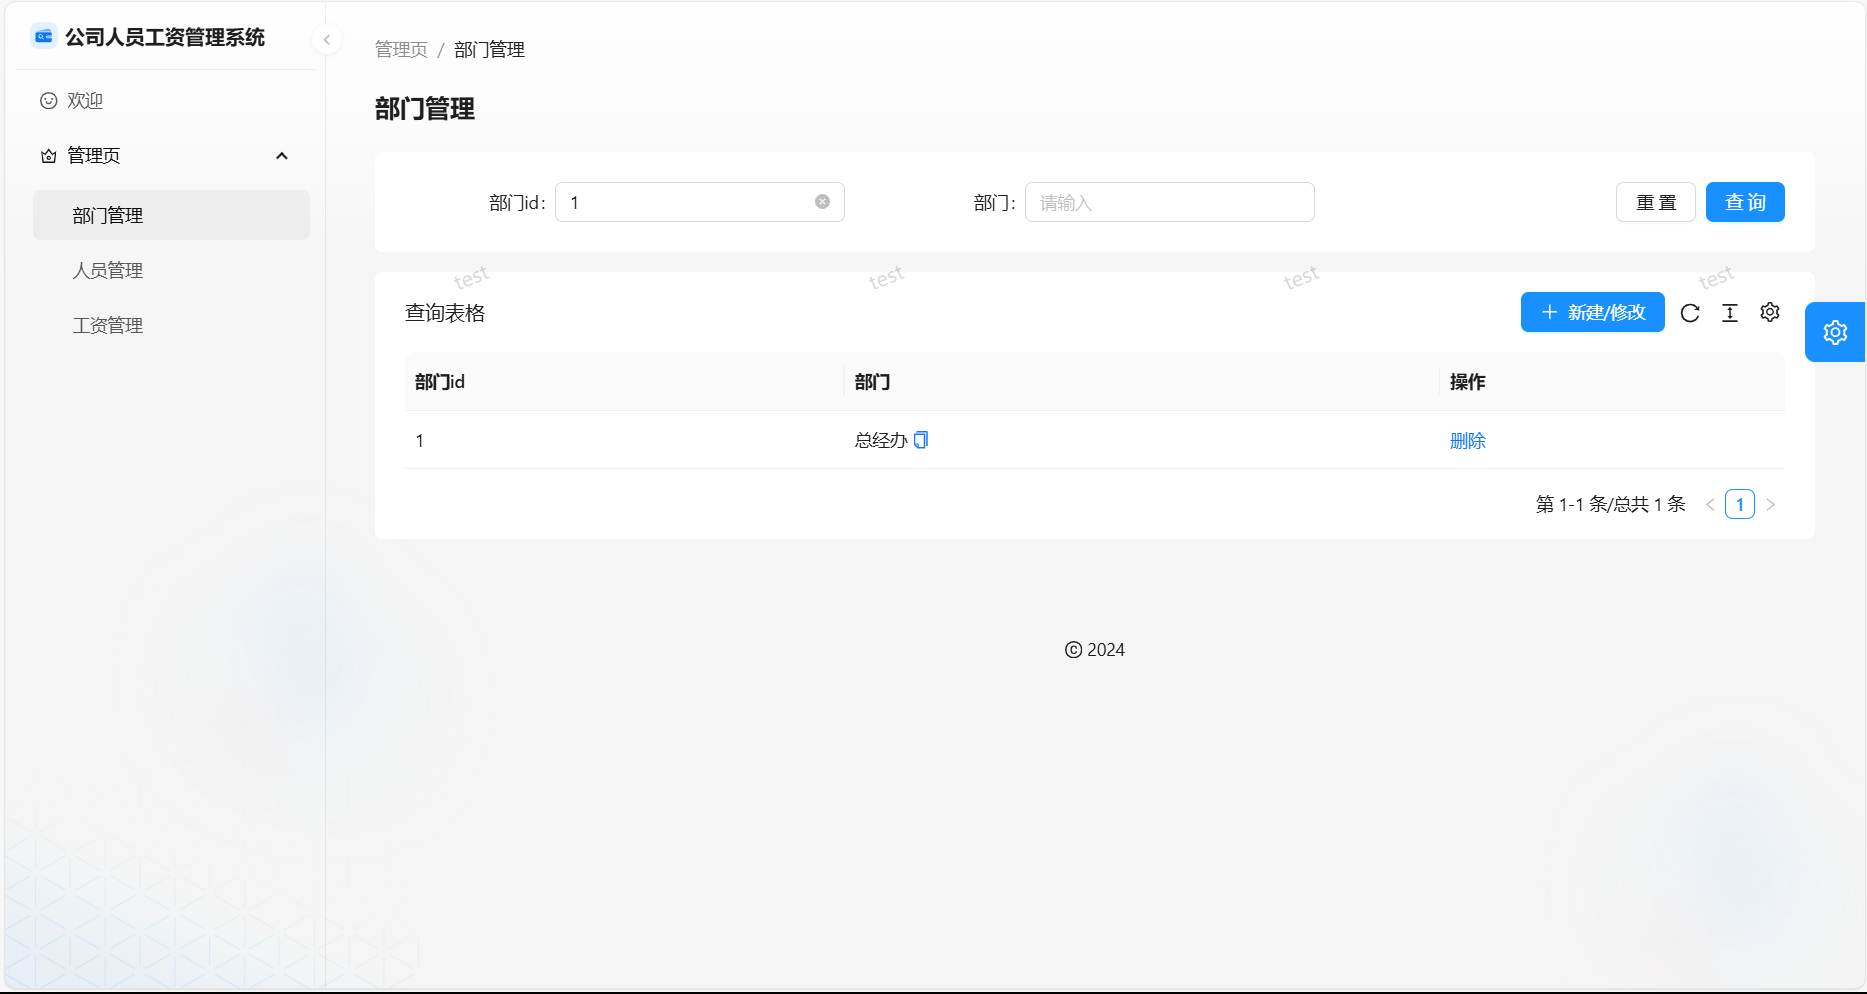 公司人员工资管理系统
欢迎
管理页
部门管理
人员管理
工资管理
管理页 / 部门管理
部门管理
部门id: 1
部门: 请输入
重 置
查 询
test test test test
查询表格
新建/修改
部门id 部门 操作
1 总经办 删除
第 1-1 条/总共 1 条 < 1 >
© 2024